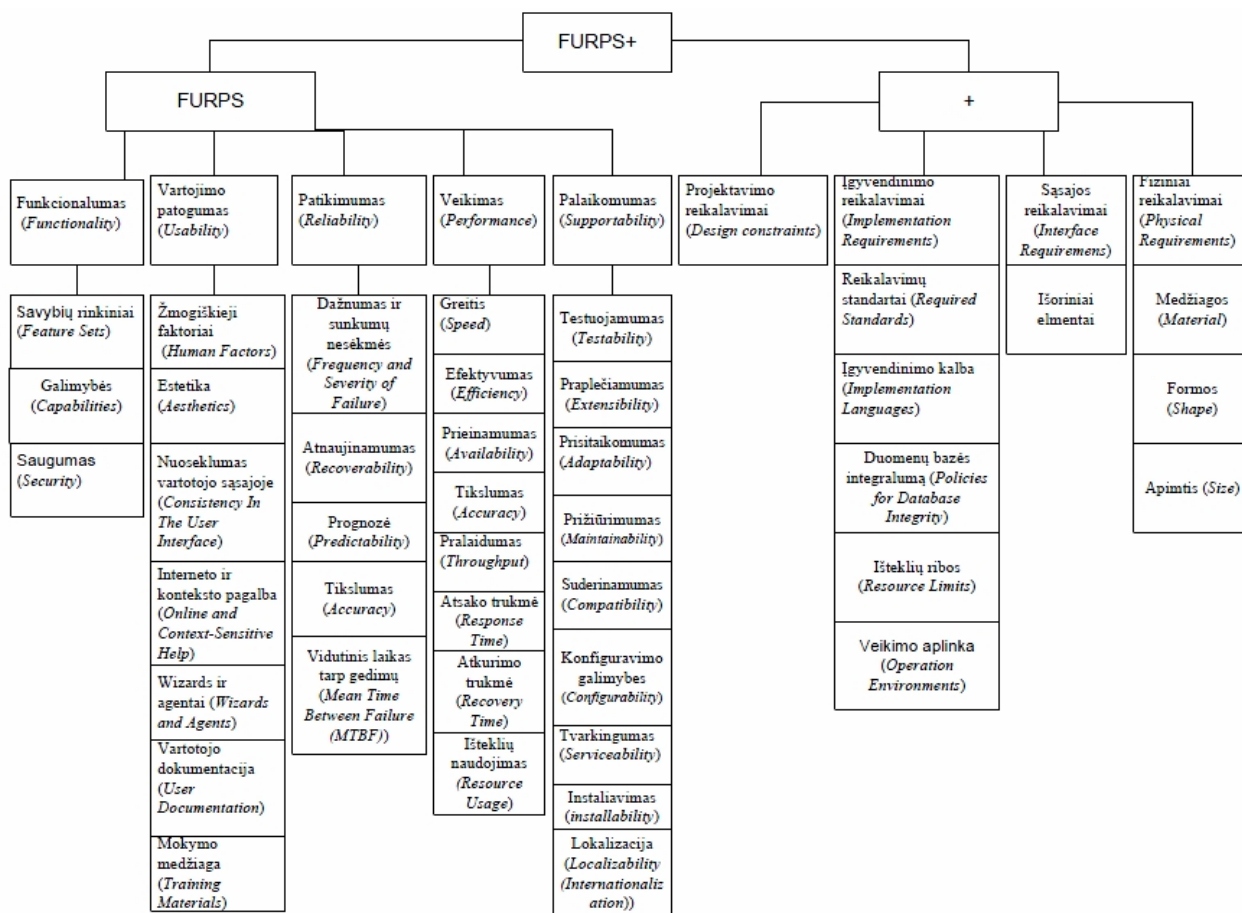 FURPS+
FURPS
+
Funkcionalumas
(Functionality)
Vartojimo
patogumas
(Usability)
Patikimumas
(Reliability)
Veikimas
(Performance)
Palaikomumas
(Supportability)
Projektavimo
reikalavimai
(Design constraints)
Įgyvendinimo
reikalavimai
(Implementation
Requirements)
Sąsajos
reikalavimai
(Interface
Requiremens)
Fiziniai
reikalavimai
(Physical
Requirements)
Savybių rinkiniai
(Feature Sets)
Galimybės
(Capabilities)
Saugumas
(Security)
Žmogiškieji
faktoriai
(Human Factors)
Estetika
(Aesthetics)
Nuoseklumas
vartotojo sąsajoje
(Consistency In
The User
Interface)
Interneto ir
konteksto pagalba
(Online and
Context-Sensitive
Help)
Wizards ir
agentai (Wizards
and Agents)
Vartotojo
dokumentacija
(User
Documentation)
Mokymo
medžiaga
(Training
Materials)
Dažnumas ir
sunkumų
nesėkmės
(Frequency and
Severity of
Failure)
Atnaujinamumas
(Recoverability)
Prognozė
(Predictability)
Tikslumas
(Accuracy)
Vidutinis laikas
tarp gedimų
(Mean Time
Between Failure
(MTBF))
Greitis
(Speed)
Efektyvumas
(Efficiency)
Prieinamumas
(Availability)
Tikslumas
(Accuracy)
Pralaidumas
(Throughput)
Atsako trukmė
(Response
Time)
Atkurimo
trukmė
(Recovery
Time)
Išteklių
naudojimas
(Resource
Usage)
Testuojamumas
(Testability)
Praplečiamumas
(Extensibility)
Prisitaikomumas
(Adaptability)
Prižiūrimumas
(Maintainability)
Suderinamumas
(Compatibility)
Konfigūravimo
galimybes
(Configurability)
Tvarkingumas
(Serviceability)
Instaliavimas
(installability)
Lokalizacija
(Localizability
(Internationaliz
ation))
Reikalavimų
standartai (Required
Standards)
Įgyvendinimo kalba
(Implementation
Languages)
Duomenų bazės
integralumą (Policies
for Database
Integrity)
Išteklių ribos
(Resource Limits)
Veikimo aplinka
(Operation
Environments)
Išoriniai
elmentai
Medžiagos
(Material)
Formos
(Shape)
Apimtis (Size)